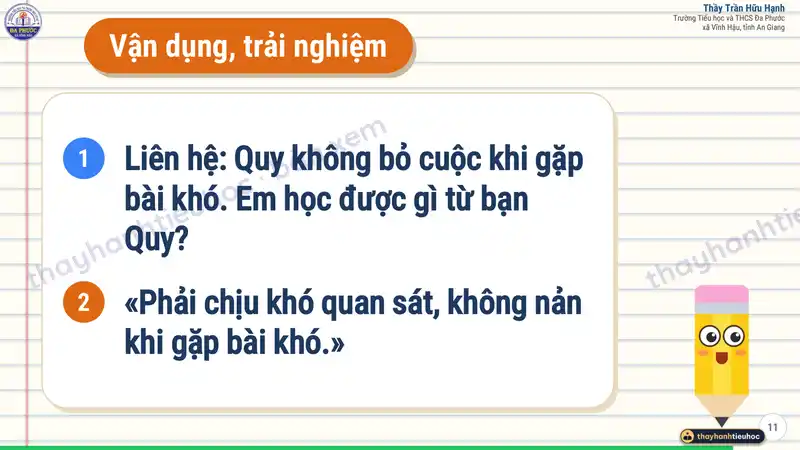 Thầy Trần Hữu Hạnh
Trường Tiểu học và THCS Đa Phước
xã Vĩnh Hậu, tỉnh An Giang
ĐA PHƯỚC
Vận dụng, trải nghiệm
1
Liên hệ: Quy không bỏ cuộc khi gặp
bài khó. Em học được gì từ bạn
Quy?
2
«Phải chịu khó quan sát, không nản
khi gặp bài khó.»
thayhanhtieuhoc
11